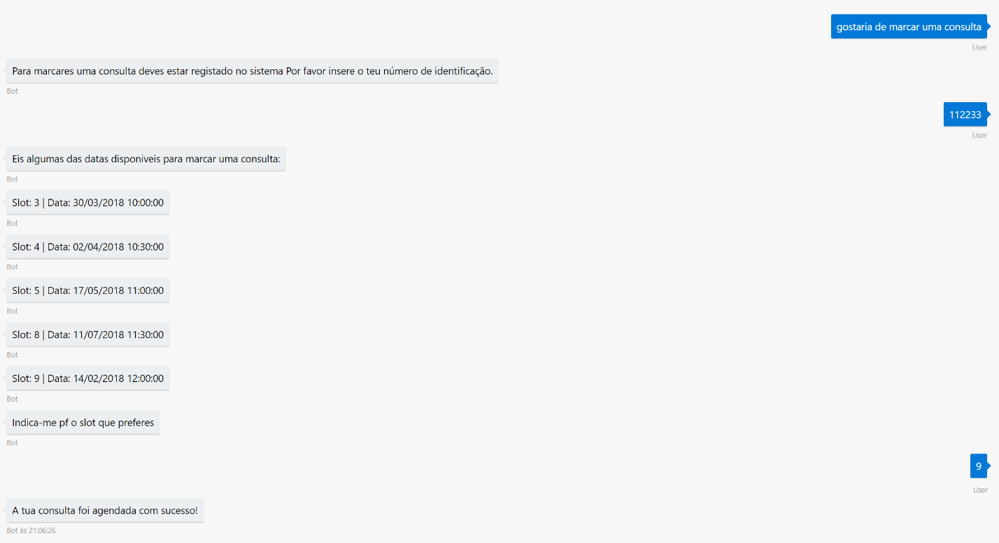 gostaria de marcar uma consulta
User
Para marcares uma consulta deves estar registado no sistema Por favor insere o teu número de identificação.
Bot
112233
User
Eis algumas das datas disponiveis para marcar uma consulta:
Bot
Slot: 3 | Data: 30/03/2018 10:00:00
Bot
Slot: 4 | Data: 02/04/2018 10:30:00
Bot
Slot: 5 | Data: 17/05/2018 11:00:00
Bot
Slot: 8 | Data: 11/07/2018 11:30:00
Bot
Slot: 9 | Data: 14/02/2018 12:00:00
Bot
Indica-me pf o slot que preferes
Bot
9
User
A tua consulta foi agendada com sucesso!
Bot às 21:06:26